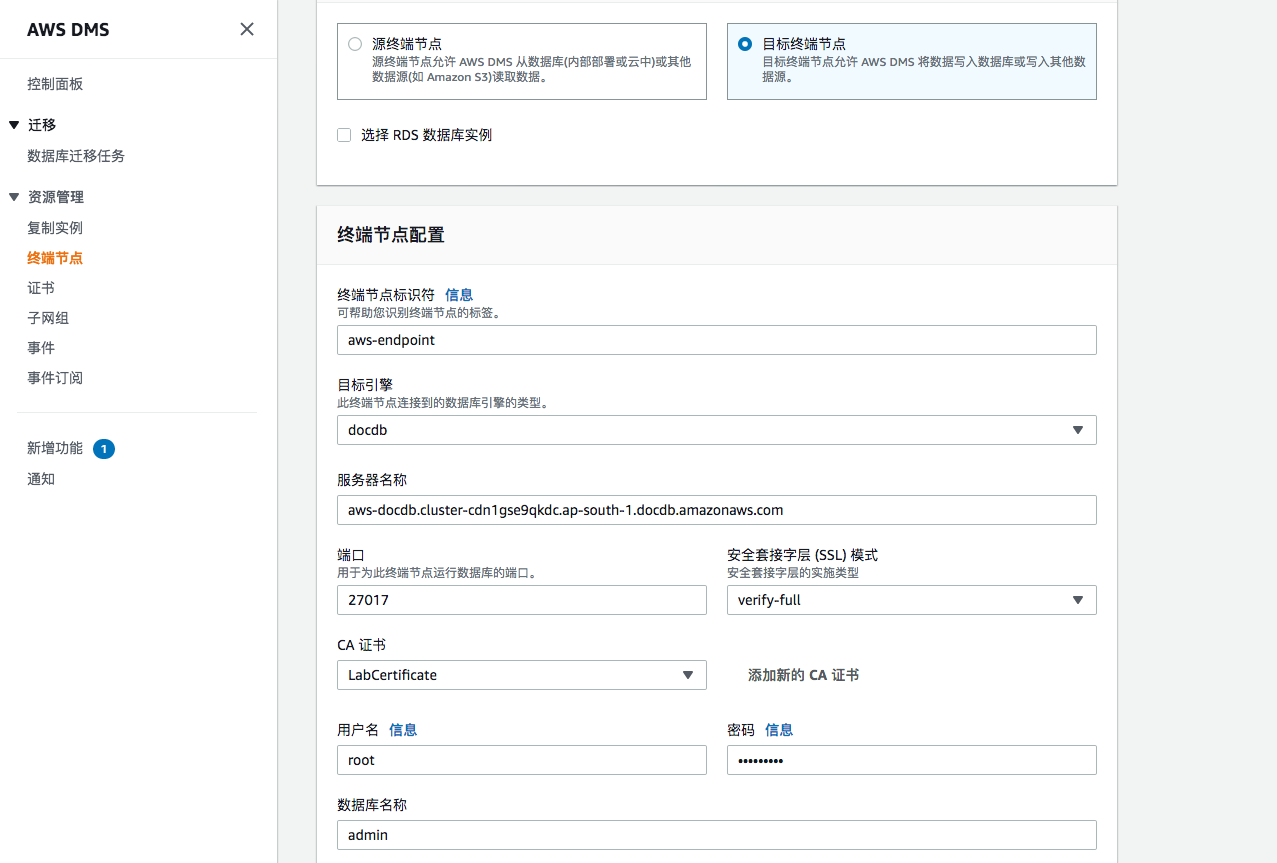 AWS DMS
控制面板
迁移
数据库迁移任务
资源管理
复制实例
终端节点
证书
子网组
事件
事件订阅
新增功能 1
通知
源终端节点
源终端节点允许 AWS DMS 从数据库(内部部署或云中)或其他
数据源(如 Amazon S3)读取数据。
目标终端节点
目标终端节点允许 AWS DMS 将数据写入数据库或写入其他数
据源。
选择 RDS 数据库实例
终端节点配置
终端节点标识符 信息
可帮助您识别终端节点的标签。
aws-endpoint
目标引擎
此终端节点连接到的数据库引擎的类型。
docdb
服务器名称
aws-docdb.cluster-cdn1gse9qkdc.ap-south-1.docdb.amazonaws.com
端口
用于为此终端节点运行数据库的端口。
27017
安全套接字层 (SSL) 模式
安全套接字层的实施类型
verify-full
CA 证书
LabCertificate
添加新的 CA 证书
用户名 信息
root
密码 信息
•••••••••
数据库名称
admin